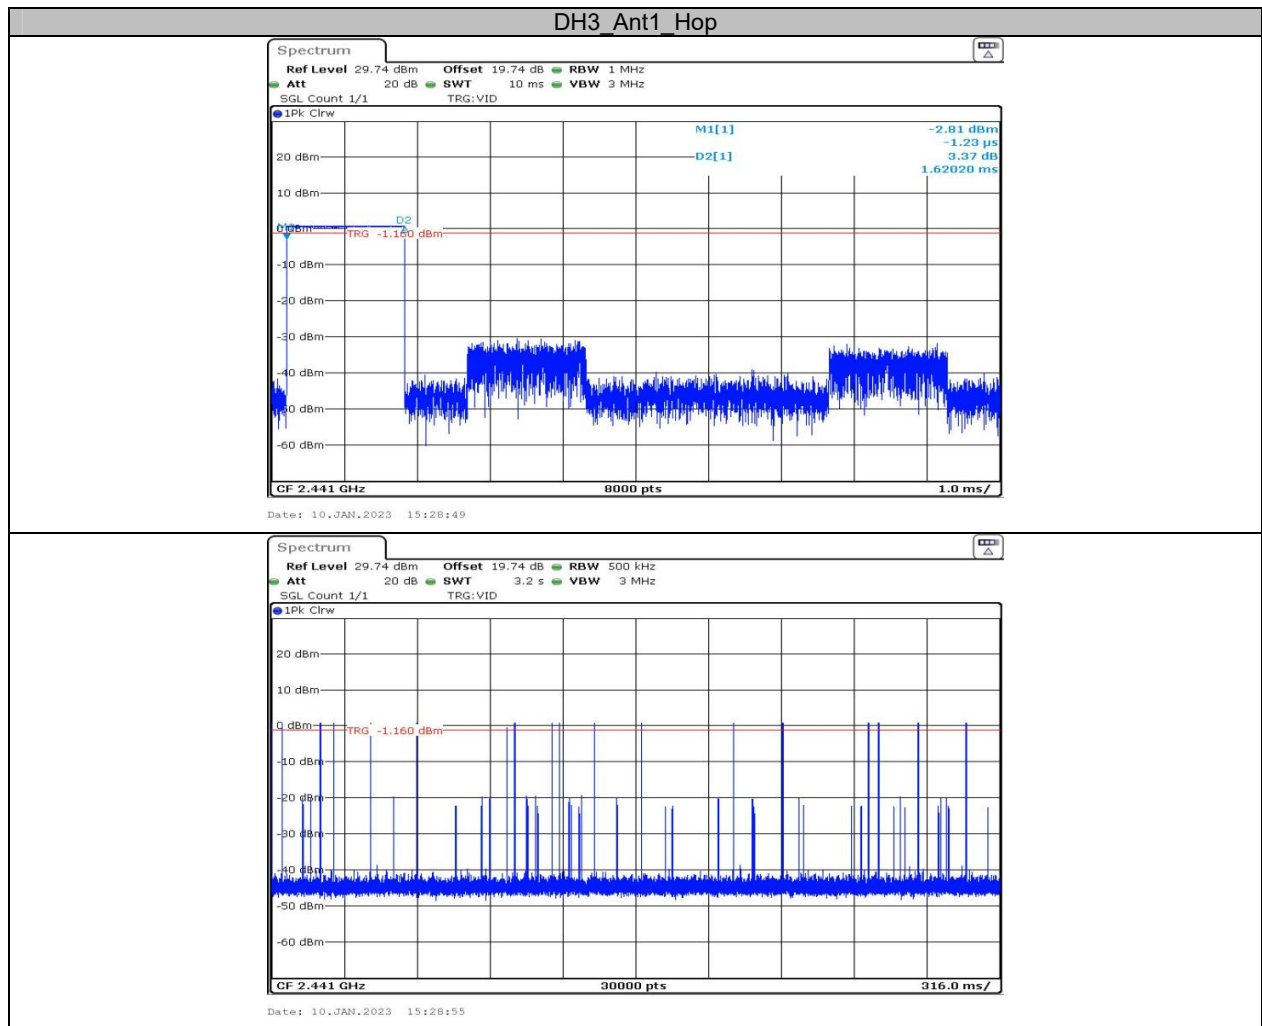 DH3_Ant1_Hop
Spectrum
Ref Level 29.74 dBm Offset 19.74 dB RBW 1 MHz
Att 20 dB SWT 10 ms VBW 3 MHz
SGL Count 1/1 TRG:VID
1Pk Clrw
M1[1] -2.81 dBm
-1.23 µs
20 dBm D2[1] 3.37 dB
1.62020 ms
10 dBm
D2
0 dBm
TRG -1.160 dBm
-10 dBm
-20 dBm
-30 dBm
-40 dBm
-50 dBm
-60 dBm
CF 2.441 GHz 8000 pts 1.0 ms/
Date: 10.JAN.2023 15:28:49
Spectrum
Ref Level 29.74 dBm Offset 19.74 dB RBW 500 kHz
Att 20 dB SWT 3.2 s VBW 3 MHz
SGL Count 1/1 TRG:VID
1Pk Clrw
20 dBm
10 dBm
0 dBm
TRG -1.160 dBm
-10 dBm
-20 dBm
-30 dBm
-40 dBm
-50 dBm
-60 dBm
CF 2.441 GHz 30000 pts 316.0 ms/
Date: 10.JAN.2023 15:28:55